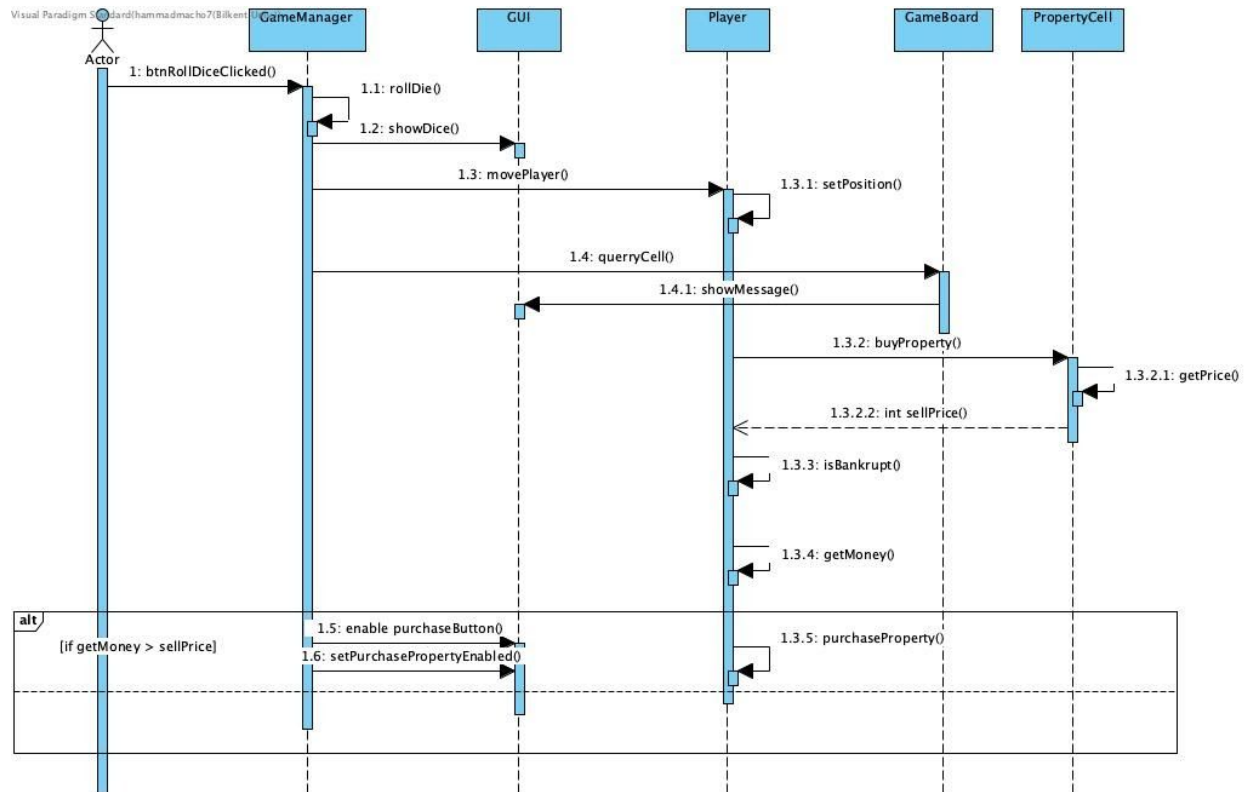 Visual Paradigm Standard(hammadmacho7(Bilkent
GameManager
GUI
Player
GameBoard
PropertyCell
Actor
1: btnRollDiceClicked()
1.1: rollDie()
1.2: showDice()
1.3: movePlayer()
1.3.1: setPosition()
1.4: querryCell()
1.4.1: showMessage()
1.3.2: buyProperty()
1.3.2.1: getPrice()
1.3.2.2: int sellPrice()
1.3.3: isBankrupt()
1.3.4: getMoney()
alt
[if getMoney > sellPrice]
1.5: enable purchaseButton()
1.3.5: purchaseProperty()
1.6: setPurchasePropertyEnabled()